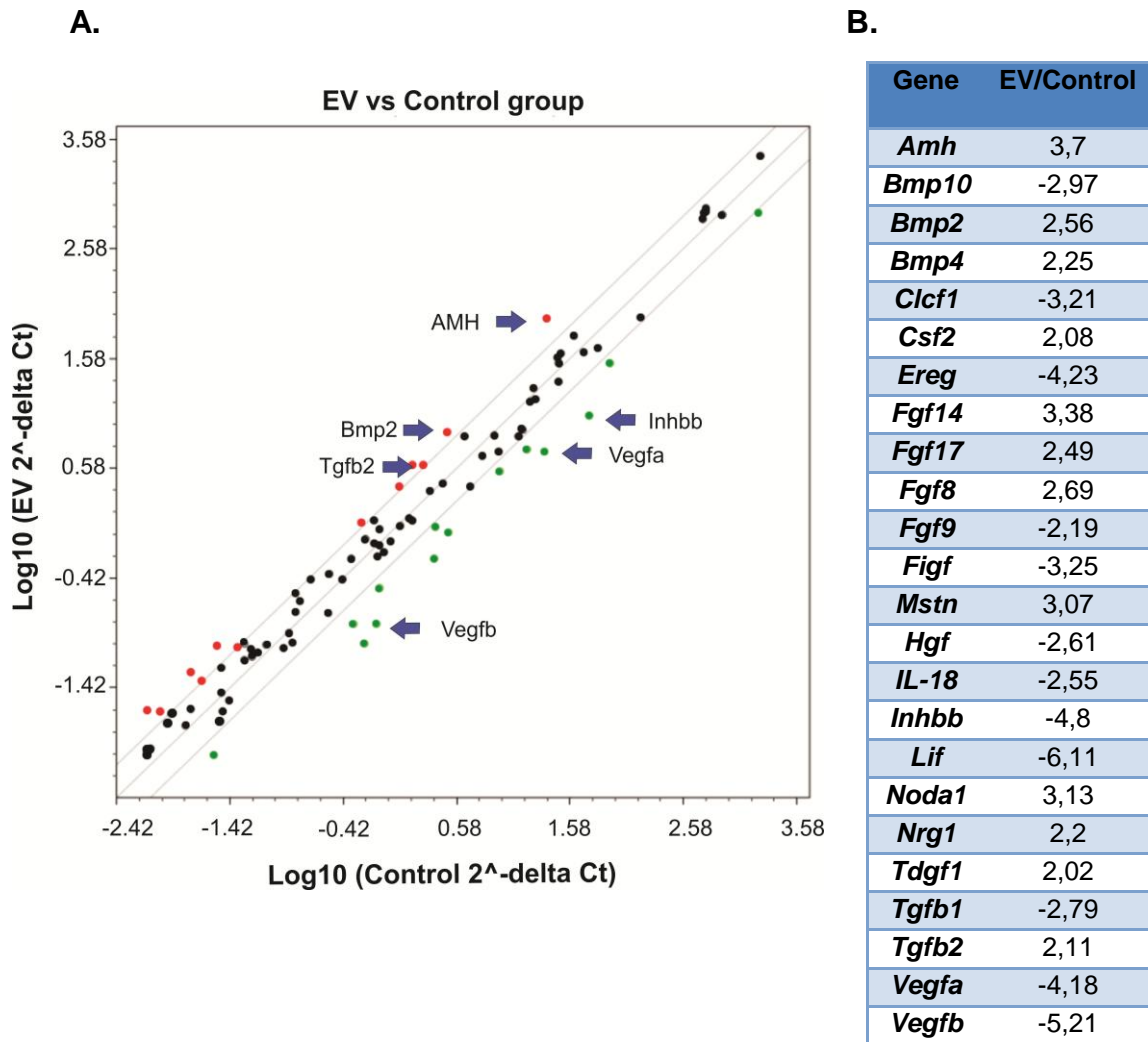 A.
EV vs Control group
3.58
2.58
1.58
0.58
-0.42
-1.42
Log10 (EV 2^-delta Ct)
AMH
Bmp2
Tgfb2
Inhbb
Vegfa
Vegfb
-2.42 -1.42 -0.42 0.58 1.58 2.58 3.58
Log10 (Control 2^-delta Ct)
B.
Gene EV/Control
Amh 3,7
Bmp10 -2,97
Bmp2 2,56
Bmp4 2,25
Clcf1 -3,21
Csf2 2,08
Ereg -4,23
Fgf14 3,38
Fgf17 2,49
Fgf8 2,69
Fgf9 -2,19
Figf -3,25
Mstn 3,07
Hgf -2,61
IL-18 -2,55
Inhbb -4,8
Lif -6,11
Noda1 3,13
Nrg1 2,2
Tdgf1 2,02
Tgfb1 -2,79
Tgfb2 2,11
Vegfa -4,18
Vegfb -5,21